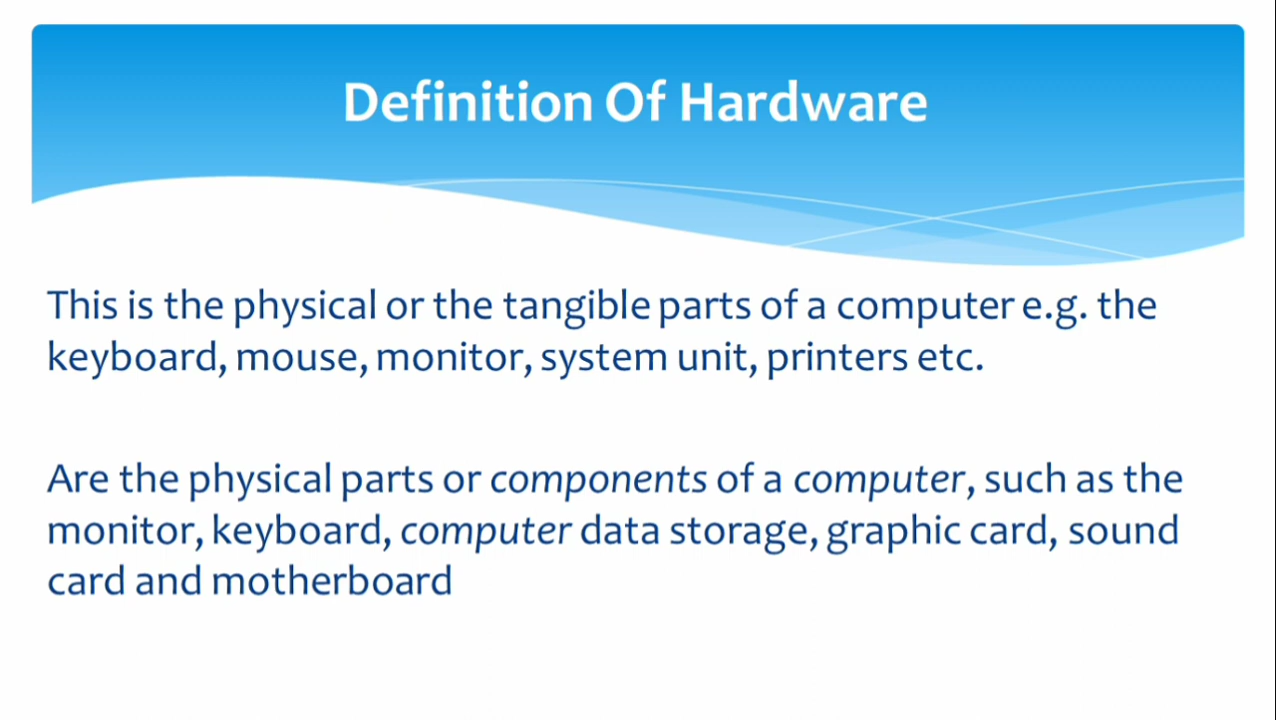 Definition Of Hardware
This is the physical or the tangible parts of a computer e.g. the
keyboard, mouse, monitor, system unit, printers etc.
Are the physical parts or components of a computer, such as the
monitor, keyboard, computer data storage, graphic card, sound
card and motherboard